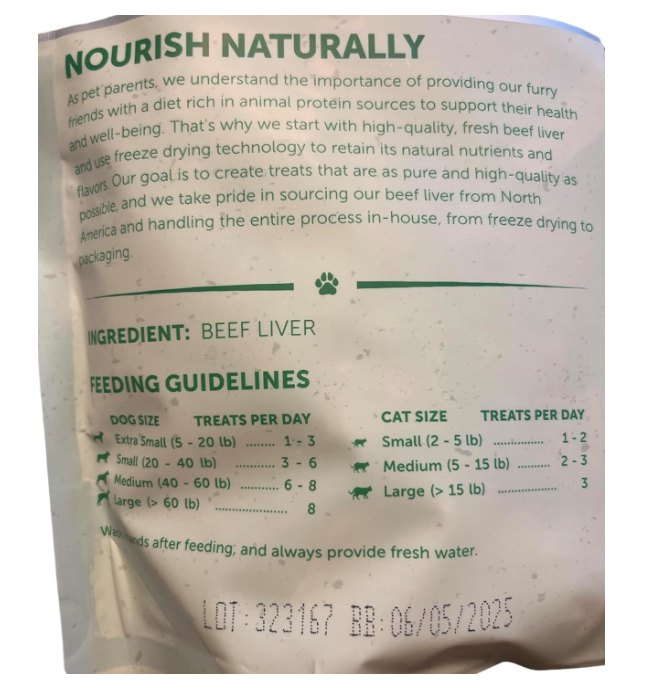 NOURISH NATURALLY
As pet parents, we understand the importance of providing our furry
friends with a diet rich in animal protein sources to support their health
and well-being. That's why we start with high-quality, fresh beef liver
and use freeze drying technology to retain its natural nutrients and
flavors. Our goal is to create treats that are as pure and high-quality as
possible, and we take pride in sourcing our beef liver from North
America and handling the entire process in-house, from freeze drying to
packaging.
INGREDIENT: BEEF LIVER
FEEDING GUIDELINES
DOG SIZE TREATS PER DAY
Extra Small (5 - 20 lb) ........ 1 - 3
Small (20 - 40 lb) ........... 3 - 6
Medium (40 - 60 lb) .......... 6 - 8
Large (> 60 lb) .................... 8
CAT SIZE TREATS PER DAY
Small (2 - 5 lb) .............. 1 - 2
Medium (5 - 15 lb) ......... 2 - 3
Large (> 15 lb) ................ 3
after feeding, and always provide fresh water.
LOT: 323167 BB: 06/05/2025